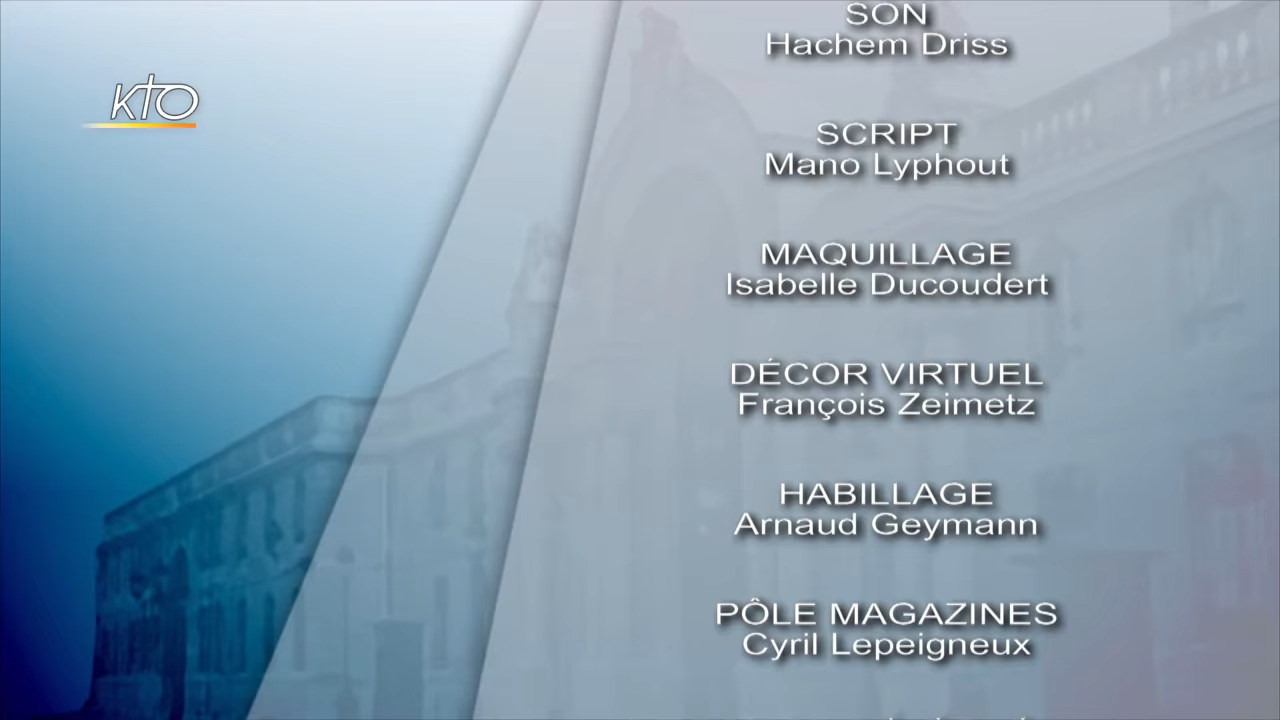 KTO
SON
Hachem Driss
SCRIPT
Mano Lyphout
MAQUILLAGE
Isabelle Ducoudert
DÉCOR VIRTUEL
François Zeimetz
HABILLAGE
Arnaud Geymann
PÔLE MAGAZINES
Cyril Lepeigneux